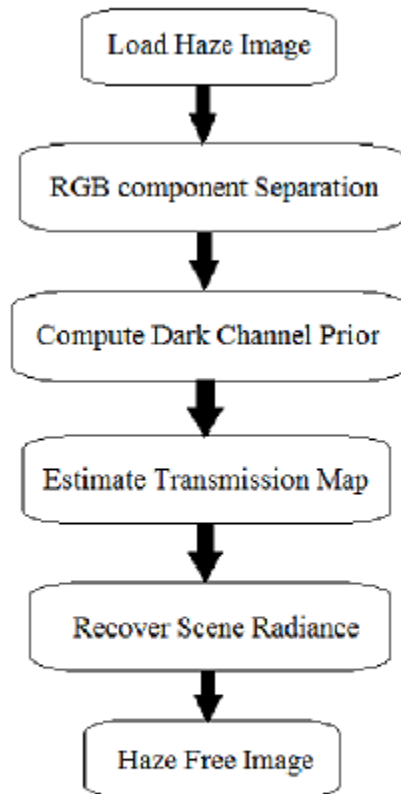 Load Haze Image
RGB component Separation
Compute Dark Channel Prior
Estimate Transmission Map
Recover Scene Radiance
Haze Free Image